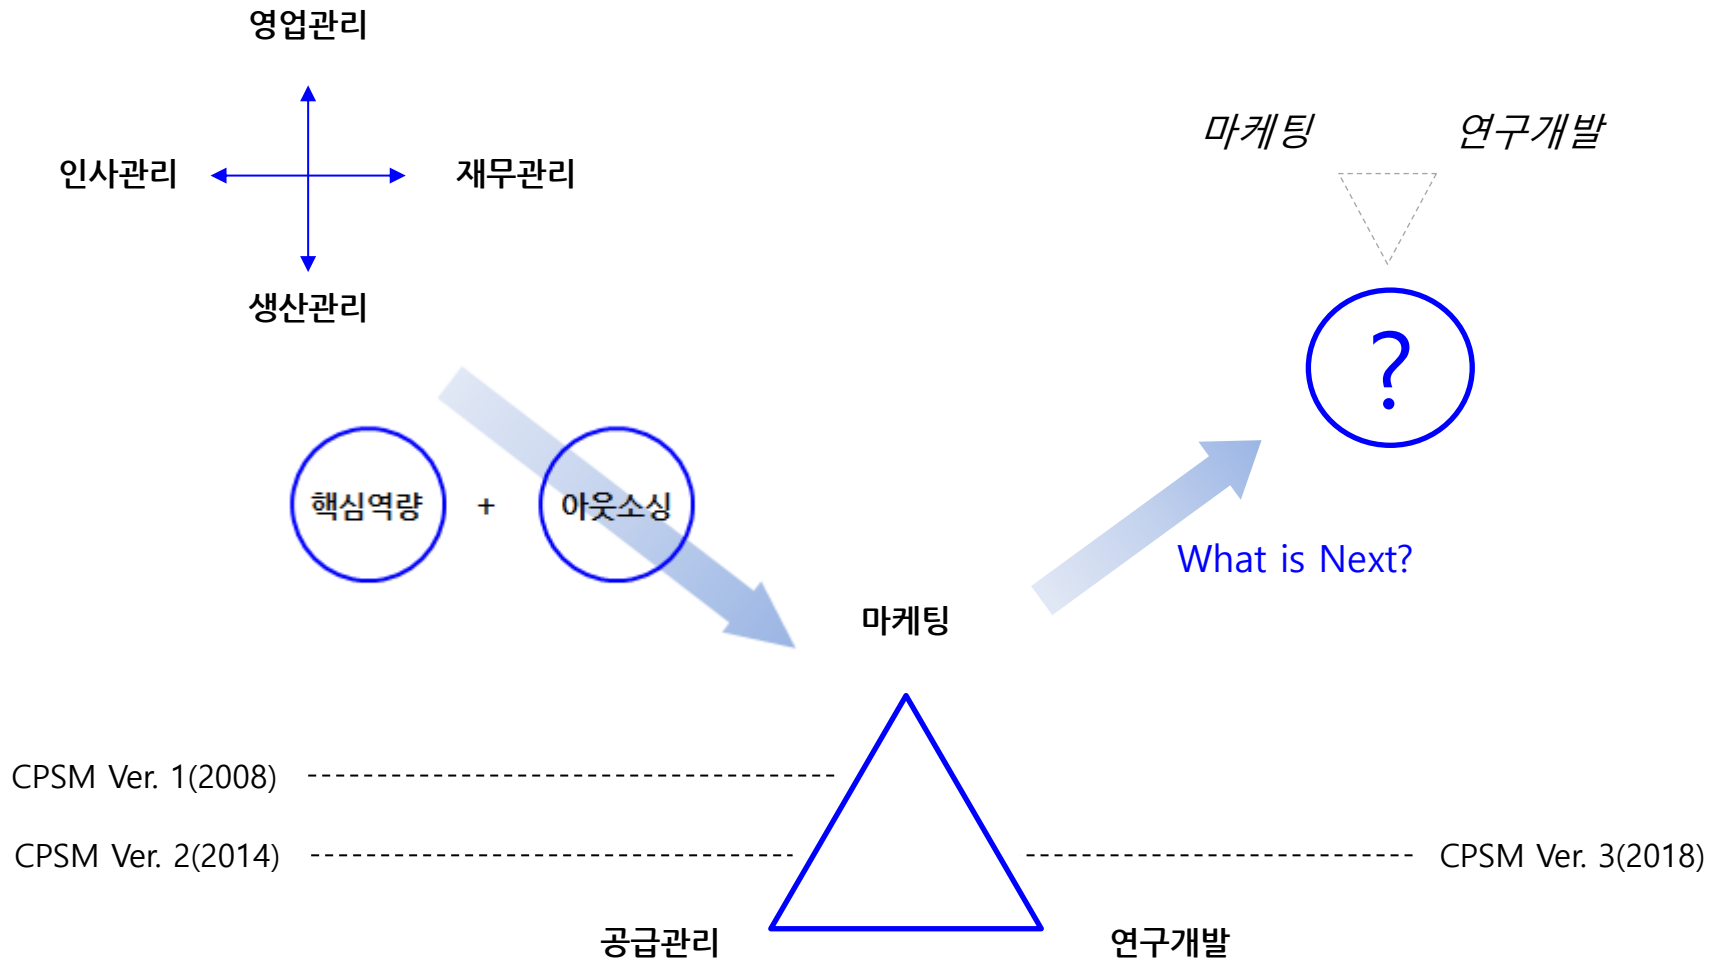 영업관리
인사관리
재무관리
생산관리
마케팅 연구개발
?
핵심역량 + 아웃소싱
What is Next?
마케팅
CPSM Ver. 1(2008)
CPSM Ver. 2(2014)
CPSM Ver. 3(2018)
공급관리
연구개발